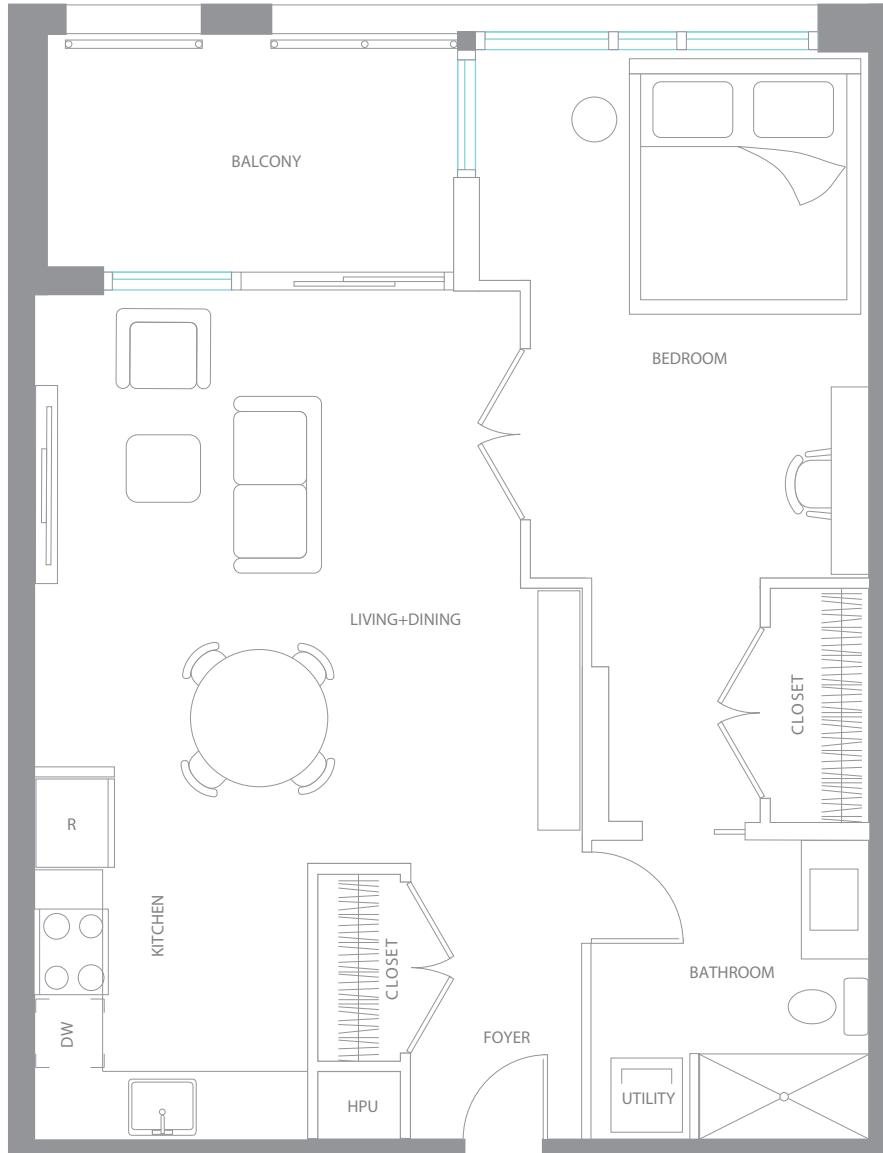 BALCONY
BEDROOM
LIVING+DINING
CLOSET
R
KITCHEN
CLOSET
BATHROOM
DW
FOYER
HPU
UTILITY